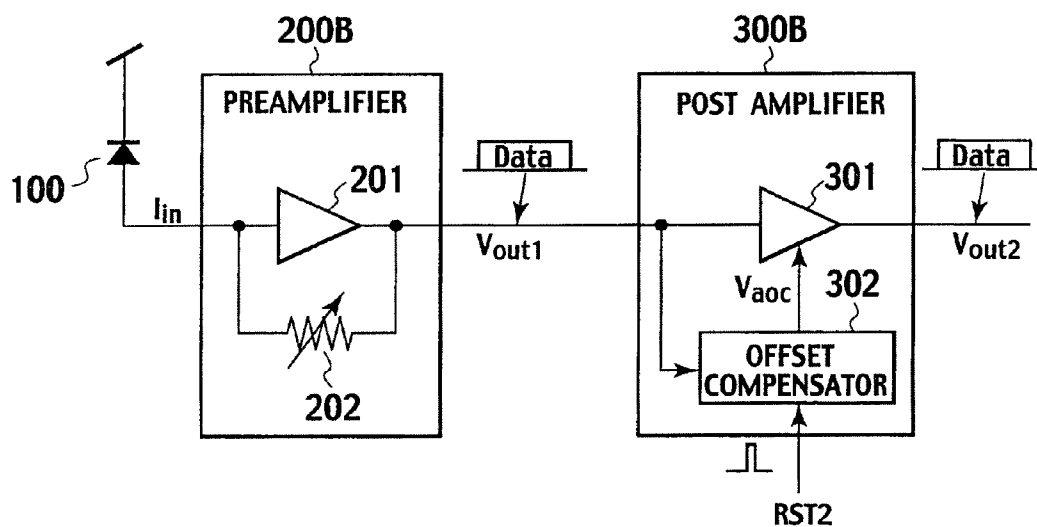 200B
300B
PREAMPLIFIER
POST AMPLIFIER
Data
Data
100
201
301
Iin
Vout1
Vout2
Vaoc
302
OFFSET
COMPENSATOR
202
RST2